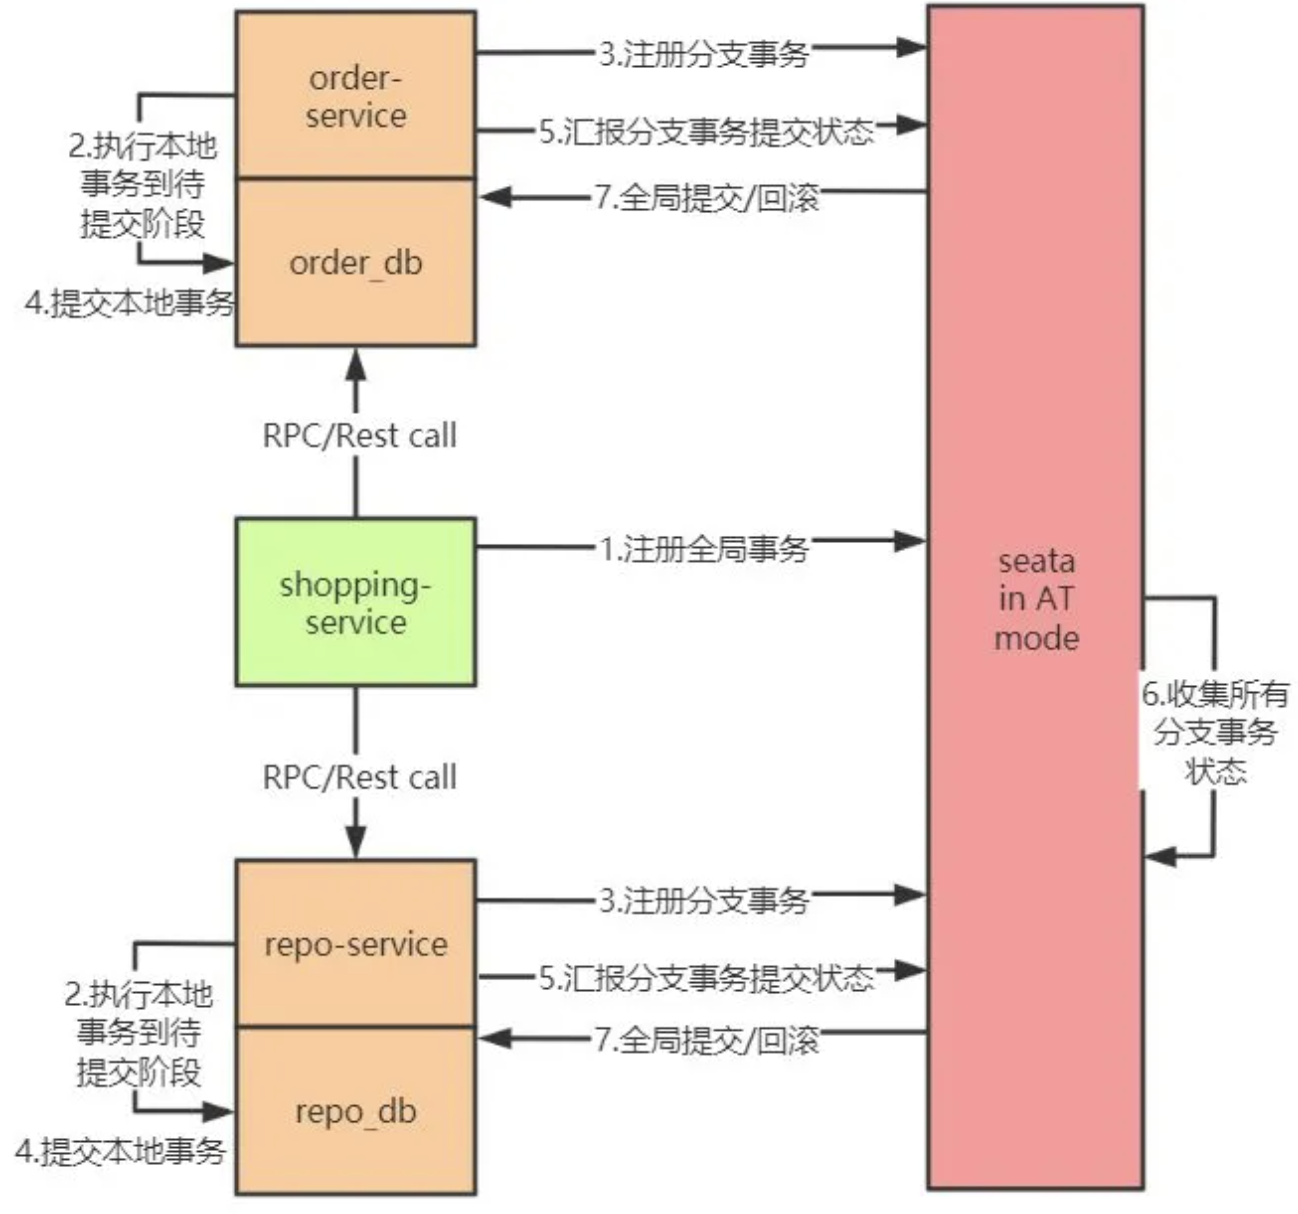 order-
service
3.注册分支事务
2.执行本地
事务到待
提交阶段
5.汇报分支事务提交状态
7.全局提交/回滚
order_db
4.提交本地事务
RPC/Rest call
shopping-
service
1.注册全局事务
seata
in AT
mode
6.收集所有
分支事务
状态
RPC/Rest call
repo-service
3.注册分支事务
2.执行本地
事务到待
提交阶段
5.汇报分支事务提交状态
7.全局提交/回滚
repo_db
4.提交本地事务